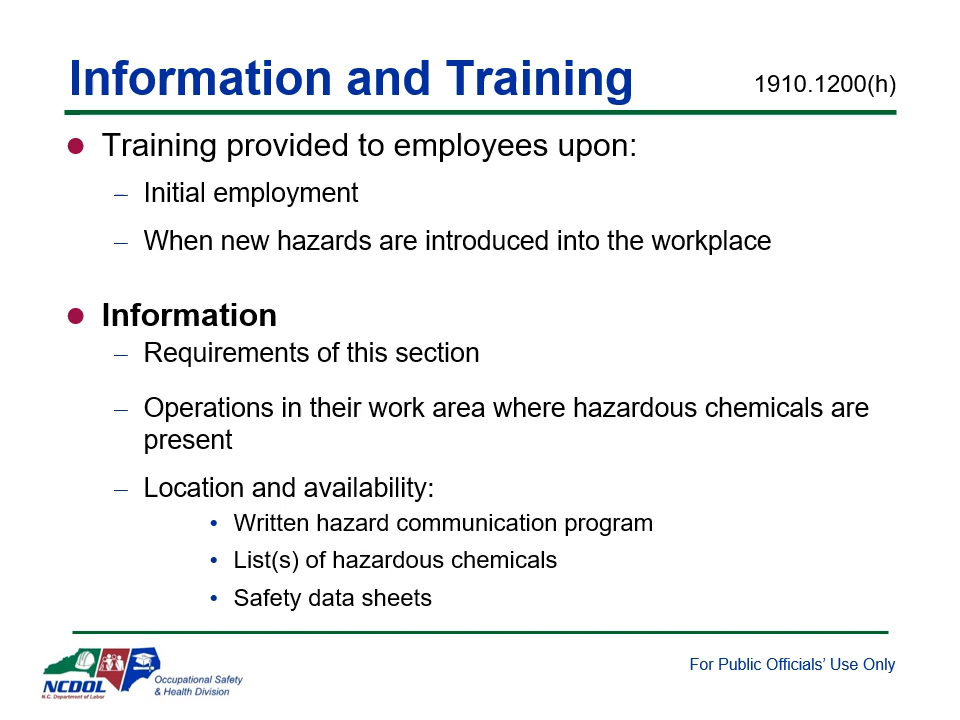 Information and Training
1910.1200(h)
● Training provided to employees upon:
– Initial employment
– When new hazards are introduced into the workplace
● Information
– Requirements of this section
– Operations in their work area where hazardous chemicals are
present
– Location and availability:
• Written hazard communication program
• List(s) of hazardous chemicals
• Safety data sheets
NCDOL
N.C. Department of Labor
Occupational Safety
& Health Division
For Public Officials’ Use Only